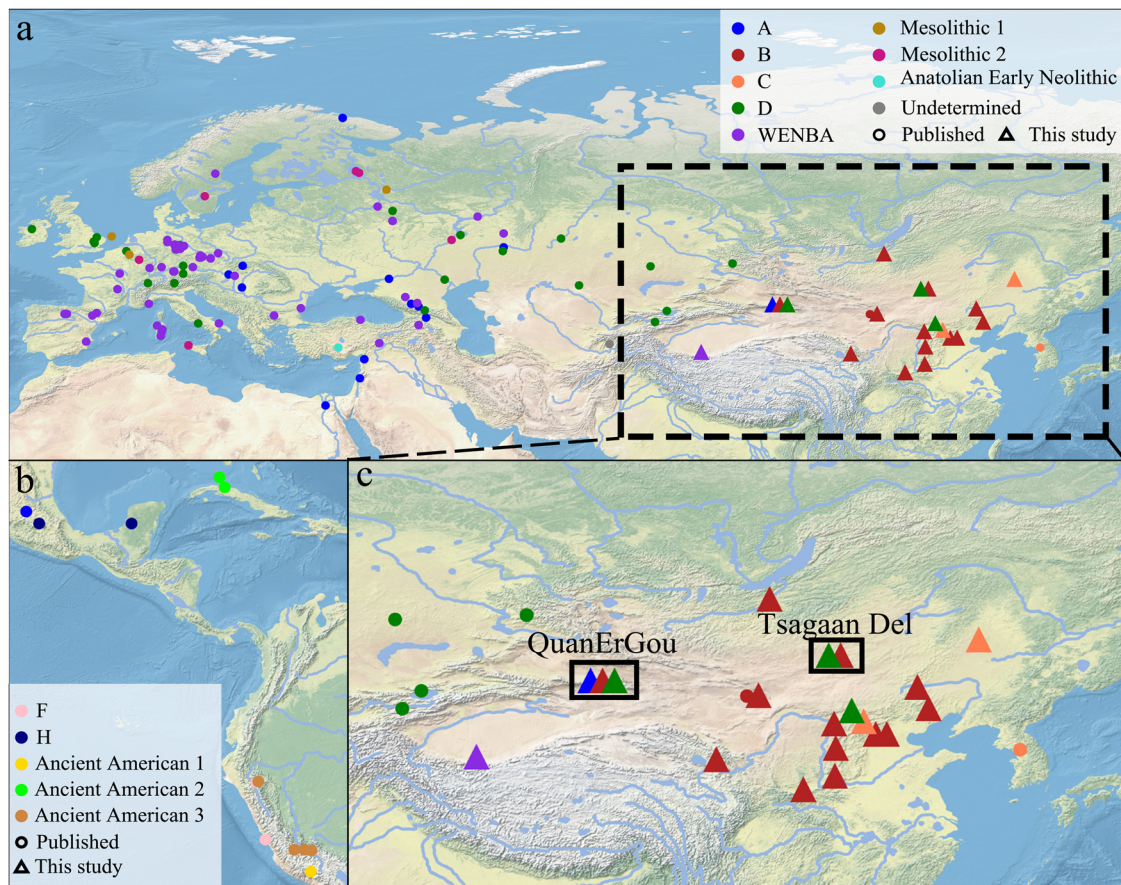 a
A
B
C
D
WENBA
Mesolithic 1
Mesolithic 2
Anatolian Early Neolithic
Undetermined
Published
This study
b
F
H
Ancient American 1
Ancient American 2
Ancient American 3
Published
This study
c
QuanErGou
Tsagaan Del